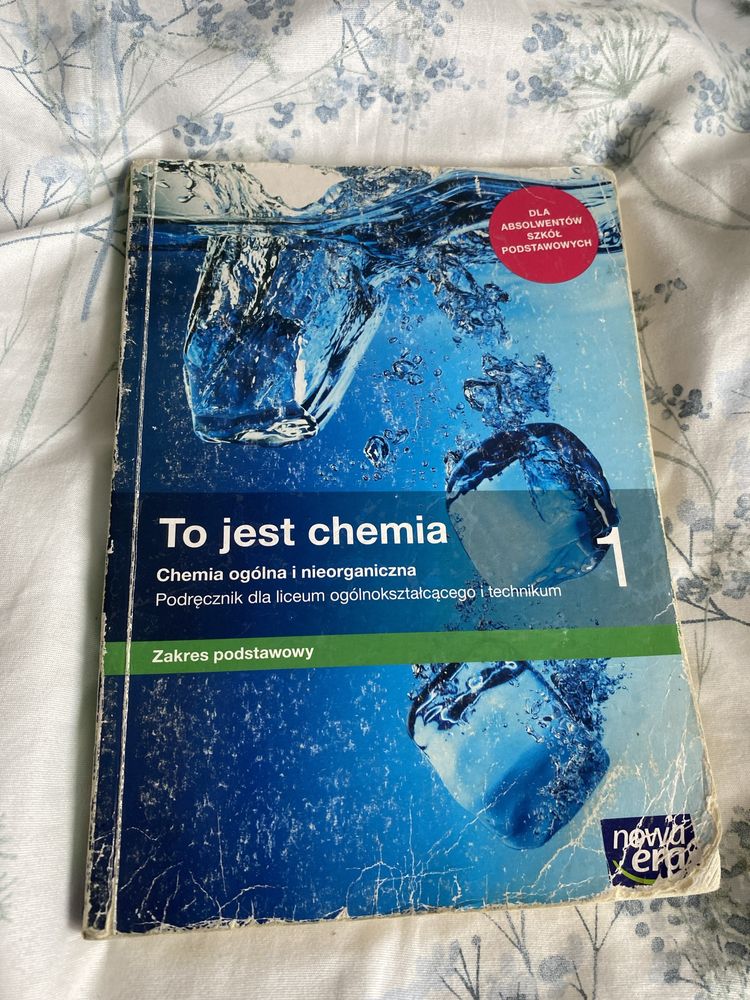 DLA
ABSOLWENTÓW
SZKÓŁ
PODSTAWOWYCH
To jest chemia
1
Chemia ogólna i nieorganiczna
Podręcznik dla liceum ogólnokształcącego i technikum
Zakres podstawowy
nowa
era